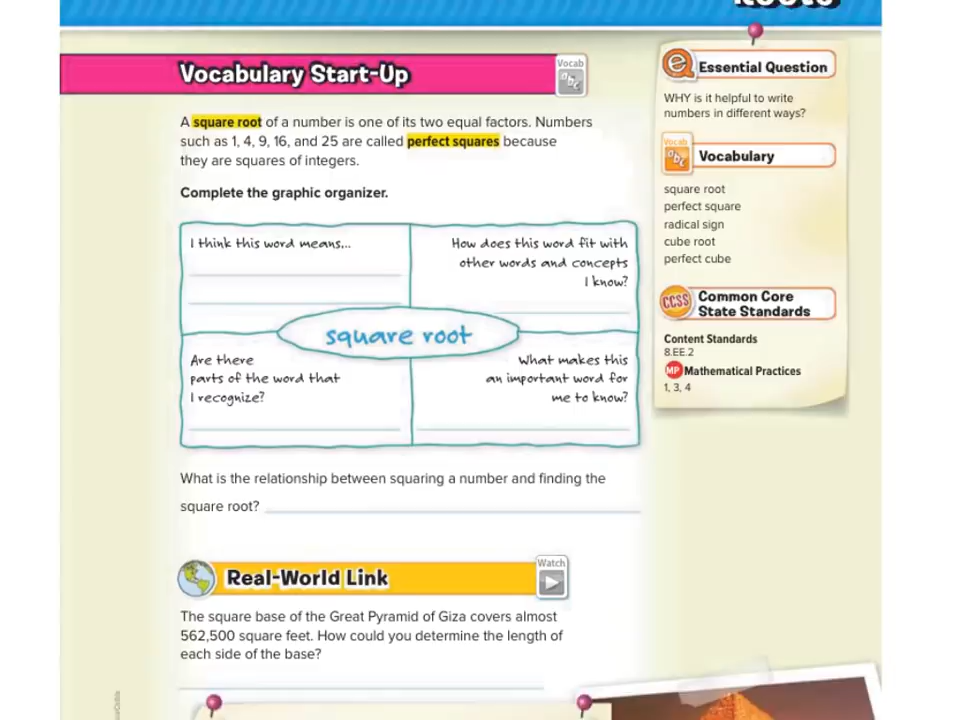 Roots
Vocabulary Start-Up
Vocab
abc
A square root of a number is one of its two equal factors. Numbers
such as 1, 4, 9, 16, and 25 are called perfect squares because
they are squares of integers.
Complete the graphic organizer.
I think this word means...
How does this word fit with
other words and concepts
I know?
square root
Are there
parts of the word that
I recognize?
What makes this
an important word for
me to know?
What is the relationship between squaring a number and finding the
square root?
Real-World Link
Watch
The square base of the Great Pyramid of Giza covers almost
562,500 square feet. How could you determine the length of
each side of the base?
e
Essential Question
WHY is it helpful to write
numbers in different ways?
Vocab
abc
Vocabulary
square root
perfect square
radical sign
cube root
perfect cube
CCSS
Common Core
State Standards
Content Standards
8.EE.2
MP Mathematical Practices
1, 3, 4